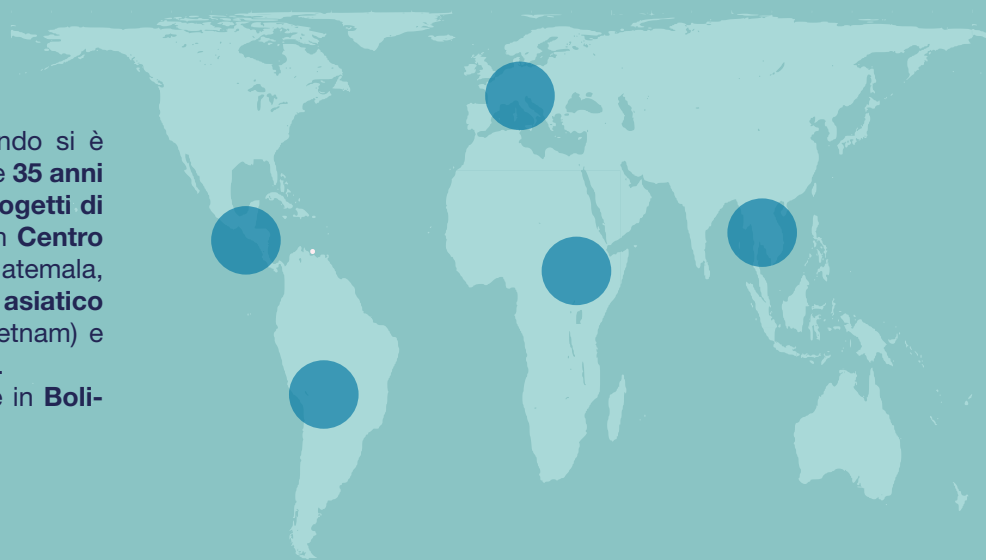 ndo si è
e 35 anni
ogetti di
n Centro
atemala,
asiatico
etnam) e
.
e in Boli-